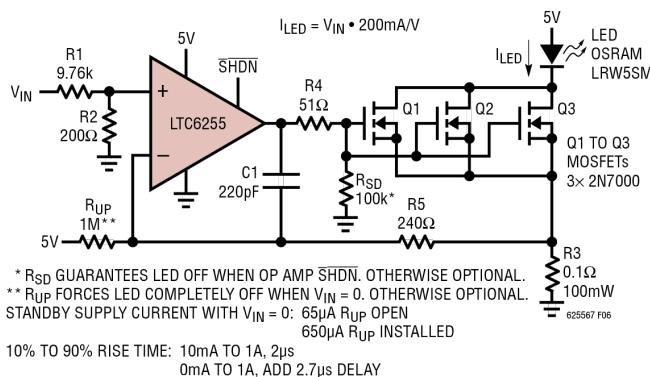 I_LED = V_IN • 200mA/V
5V
LED
OSRAM
LRW5SM
I_LED
5V
SHDN
R1
9.76k
V_IN
R2
200Ω
+
−
LTC6255
R4
51Ω
Q1
Q2
Q3
Q1 TO Q3
MOSFETs
3× 2N7000
C1
220pF
R_SD
100k*
R_UP
1M**
5V
R5
240Ω
R3
0.1Ω
100mW
625567 F06
* R_SD GUARANTEES LED OFF WHEN OP AMP SHDN. OTHERWISE OPTIONAL.
** R_UP FORCES LED COMPLETELY OFF WHEN V_IN = 0. OTHERWISE OPTIONAL.
STANDBY SUPPLY CURRENT WITH V_IN = 0: 65µA R_UP OPEN
650µA R_UP INSTALLED
10% TO 90% RISE TIME: 10mA TO 1A, 2µs
0mA TO 1A, ADD 2.7µs DELAY